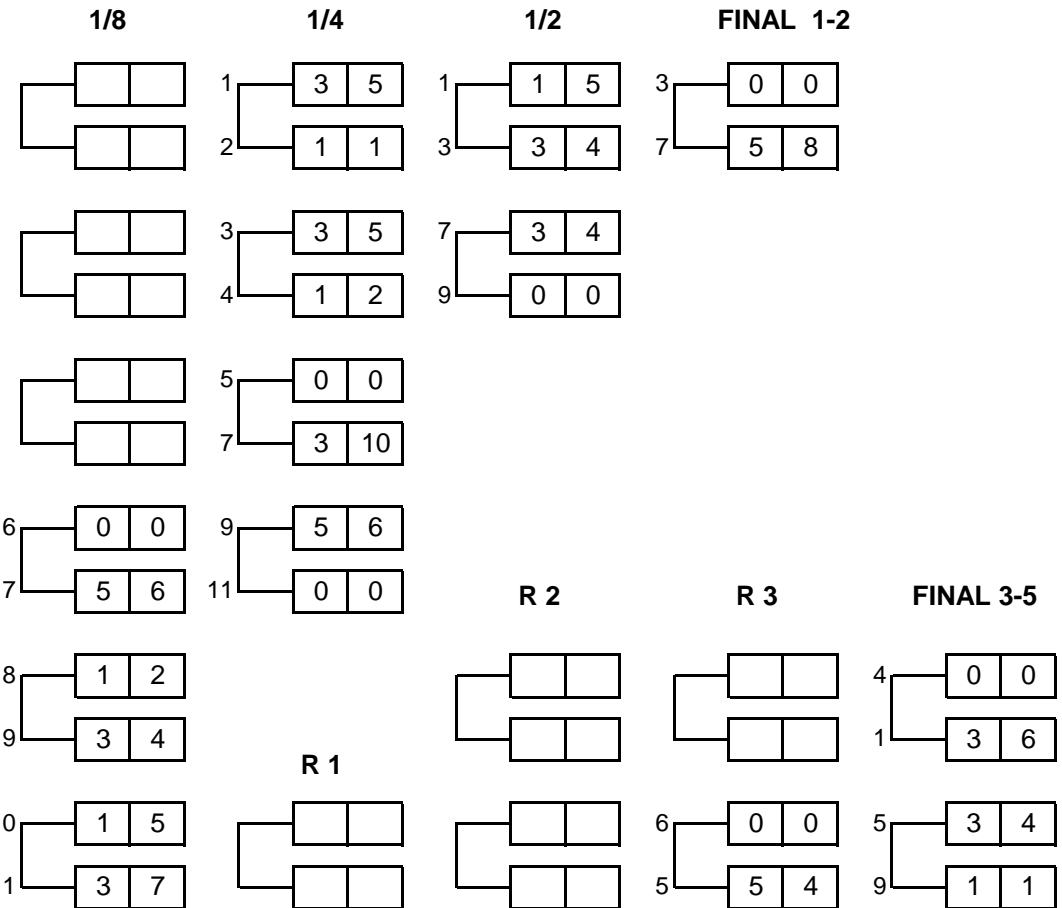 1/8 1/4 1/2 FINAL 1-2
1 3 5 1 1 5 3 0 0
2 1 1 3 3 4 7 5 8
3 3 5 7 3 4
4 1 2 9 0 0
5 0 0
7 3 10
6 0 0 9 5 6
7 5 6 11 0 0
R 2 R 3 FINAL 3-5
8 1 2 4 0 0
9 3 4 1 3 6
R 1
0 1 5 6 0 0 5 3 4
1 3 7 5 5 4 9 1 1